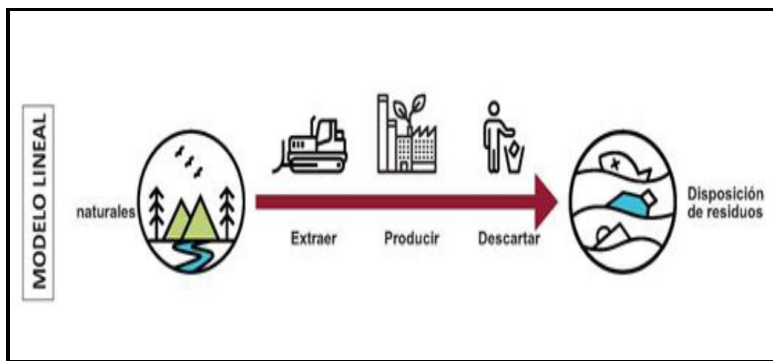 MODELO LINEAL
naturales
Extraer
Producir
Descartar
Disposición
de residuos